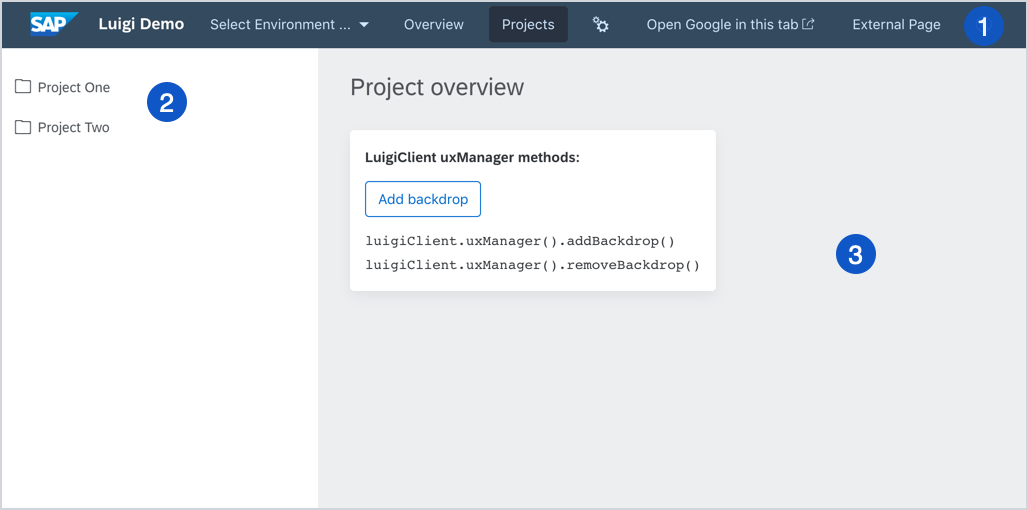 SAP Luigi Demo Select Environment ... Overview Projects Open Google in this tab External Page 1
Project One
2
Project Two
Project overview
LuigiClient uxManager methods:
Add backdrop
luigiClient.uxManager().addBackdrop()
luigiClient.uxManager().removeBackdrop()
3